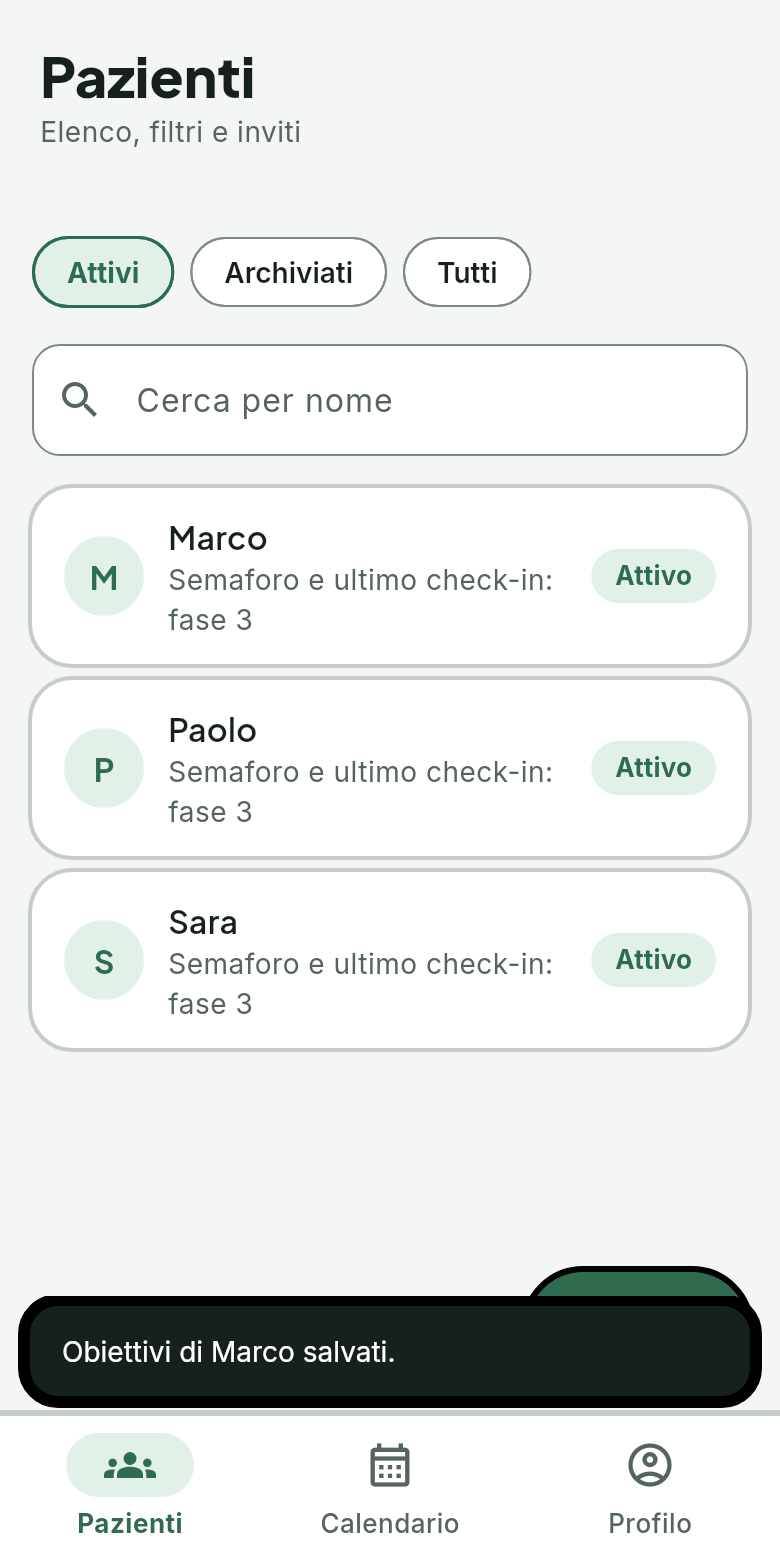 Pazienti
Elenco, filtri e inviti
Attivi
Archiviati
Tutti
Cerca per nome
M
Marco
Semaforo e ultimo check-in:
fase 3
Attivo
P
Paolo
Semaforo e ultimo check-in:
fase 3
Attivo
S
Sara
Semaforo e ultimo check-in:
fase 3
Attivo
Obiettivi di Marco salvati.
Pazienti
Calendario
Profilo